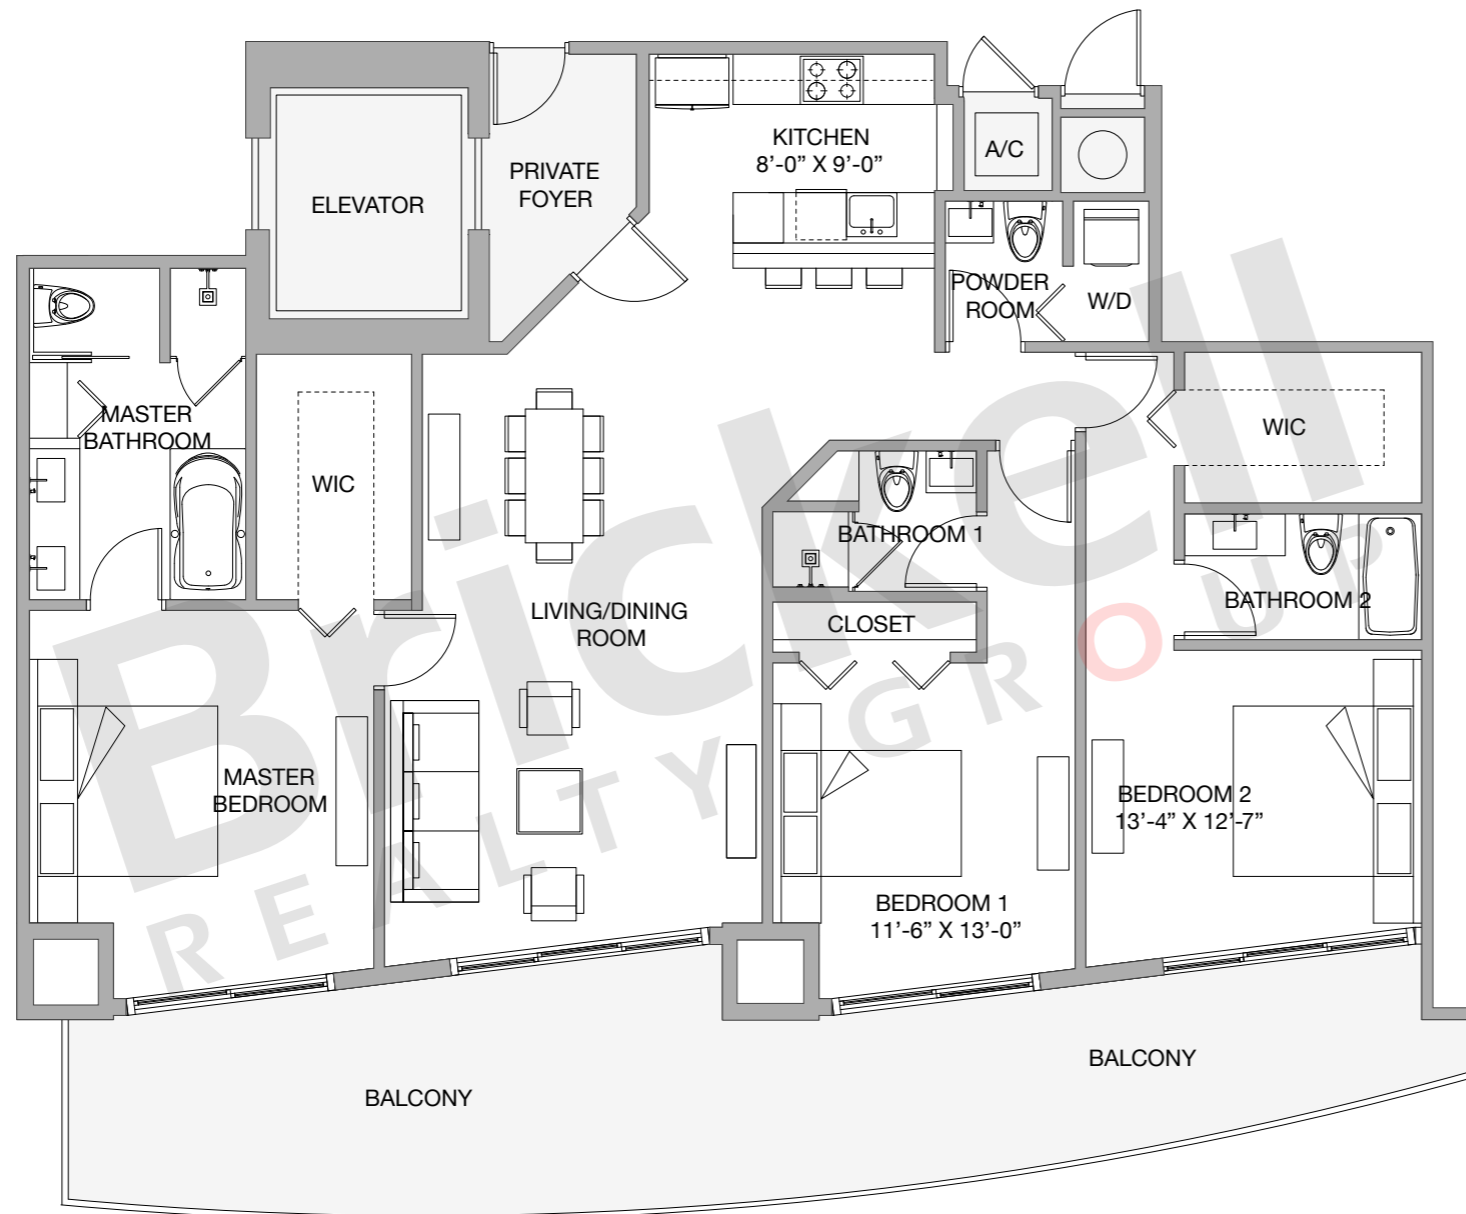 KITCHEN
8’-0” X 9’-0”
A/C
PRIVATE
FOYER
ELEVATOR
POWDER
ROOM
W/D
MASTER
BATHROOM
WIC
WIC
BATHROOM 1
LIVING/DINING
ROOM
CLOSET
BATHROOM 2
MASTER
BEDROOM
BEDROOM 2
13’-4” X 12’-7”
BEDROOM 1
11’-6” X 13’-0”
BALCONY
BALCONY
Brickell
REALTY GROUP